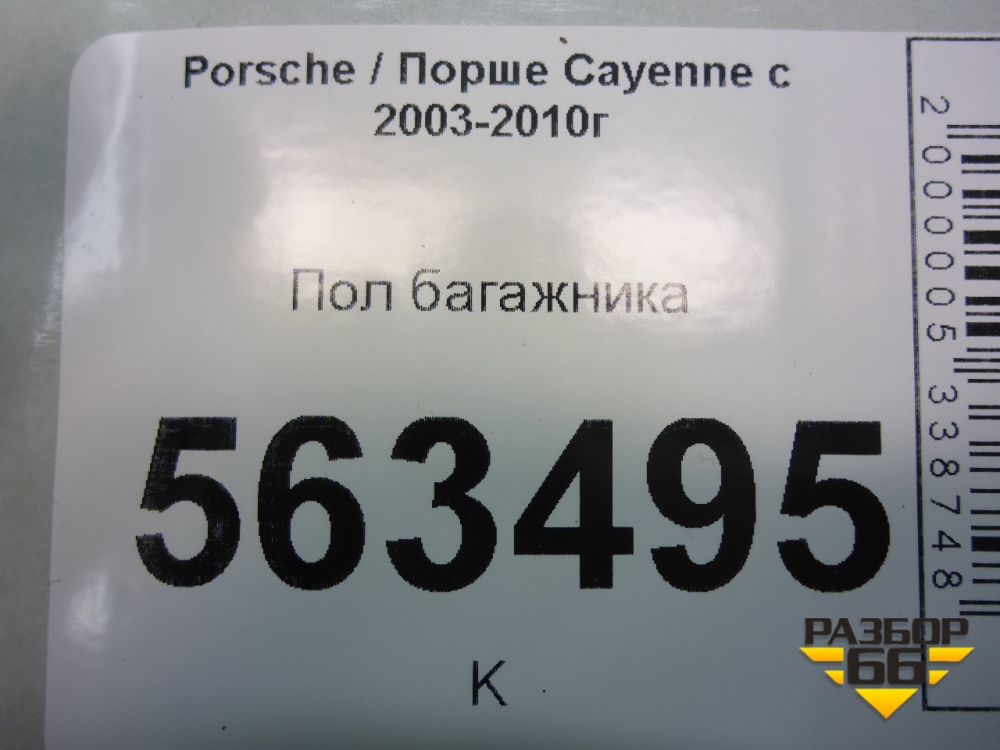 Porsche / Порше Cayenne с
2003-2010г
Пол багажника
563495
К
2000005338748
РАЗБОР
66